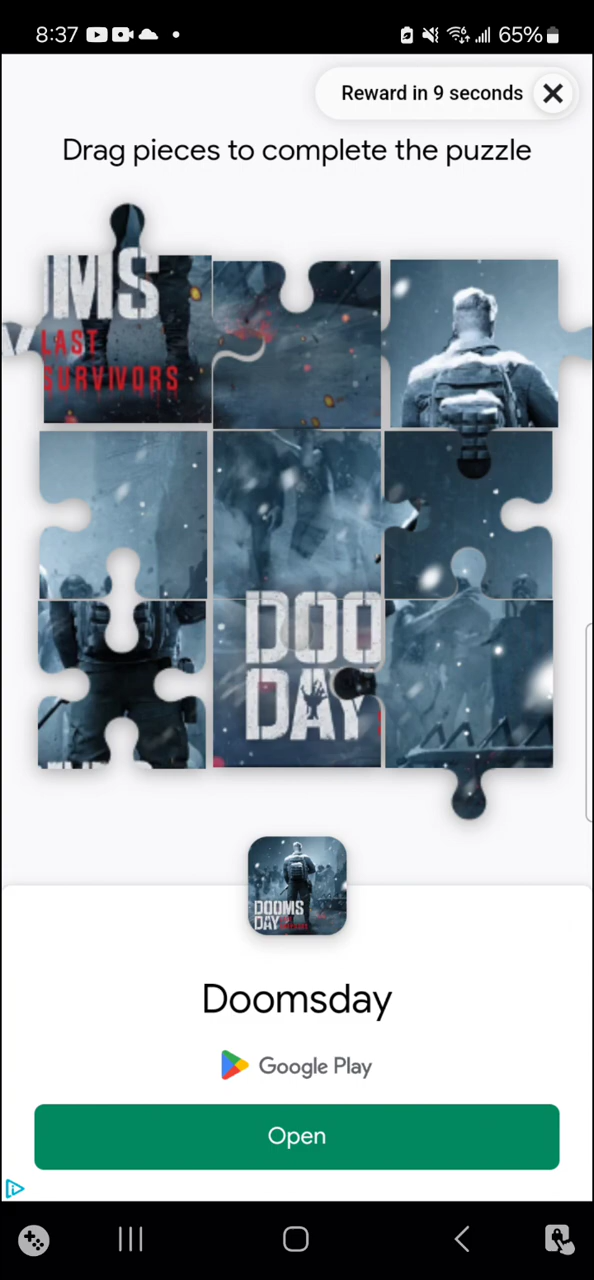 8:37
65%
Reward in 9 seconds
Drag pieces to complete the puzzle
MS
LAST
SURVIVORS
DOO
DAY
DOOMS
DAY
Doomsday
Google Play
Open